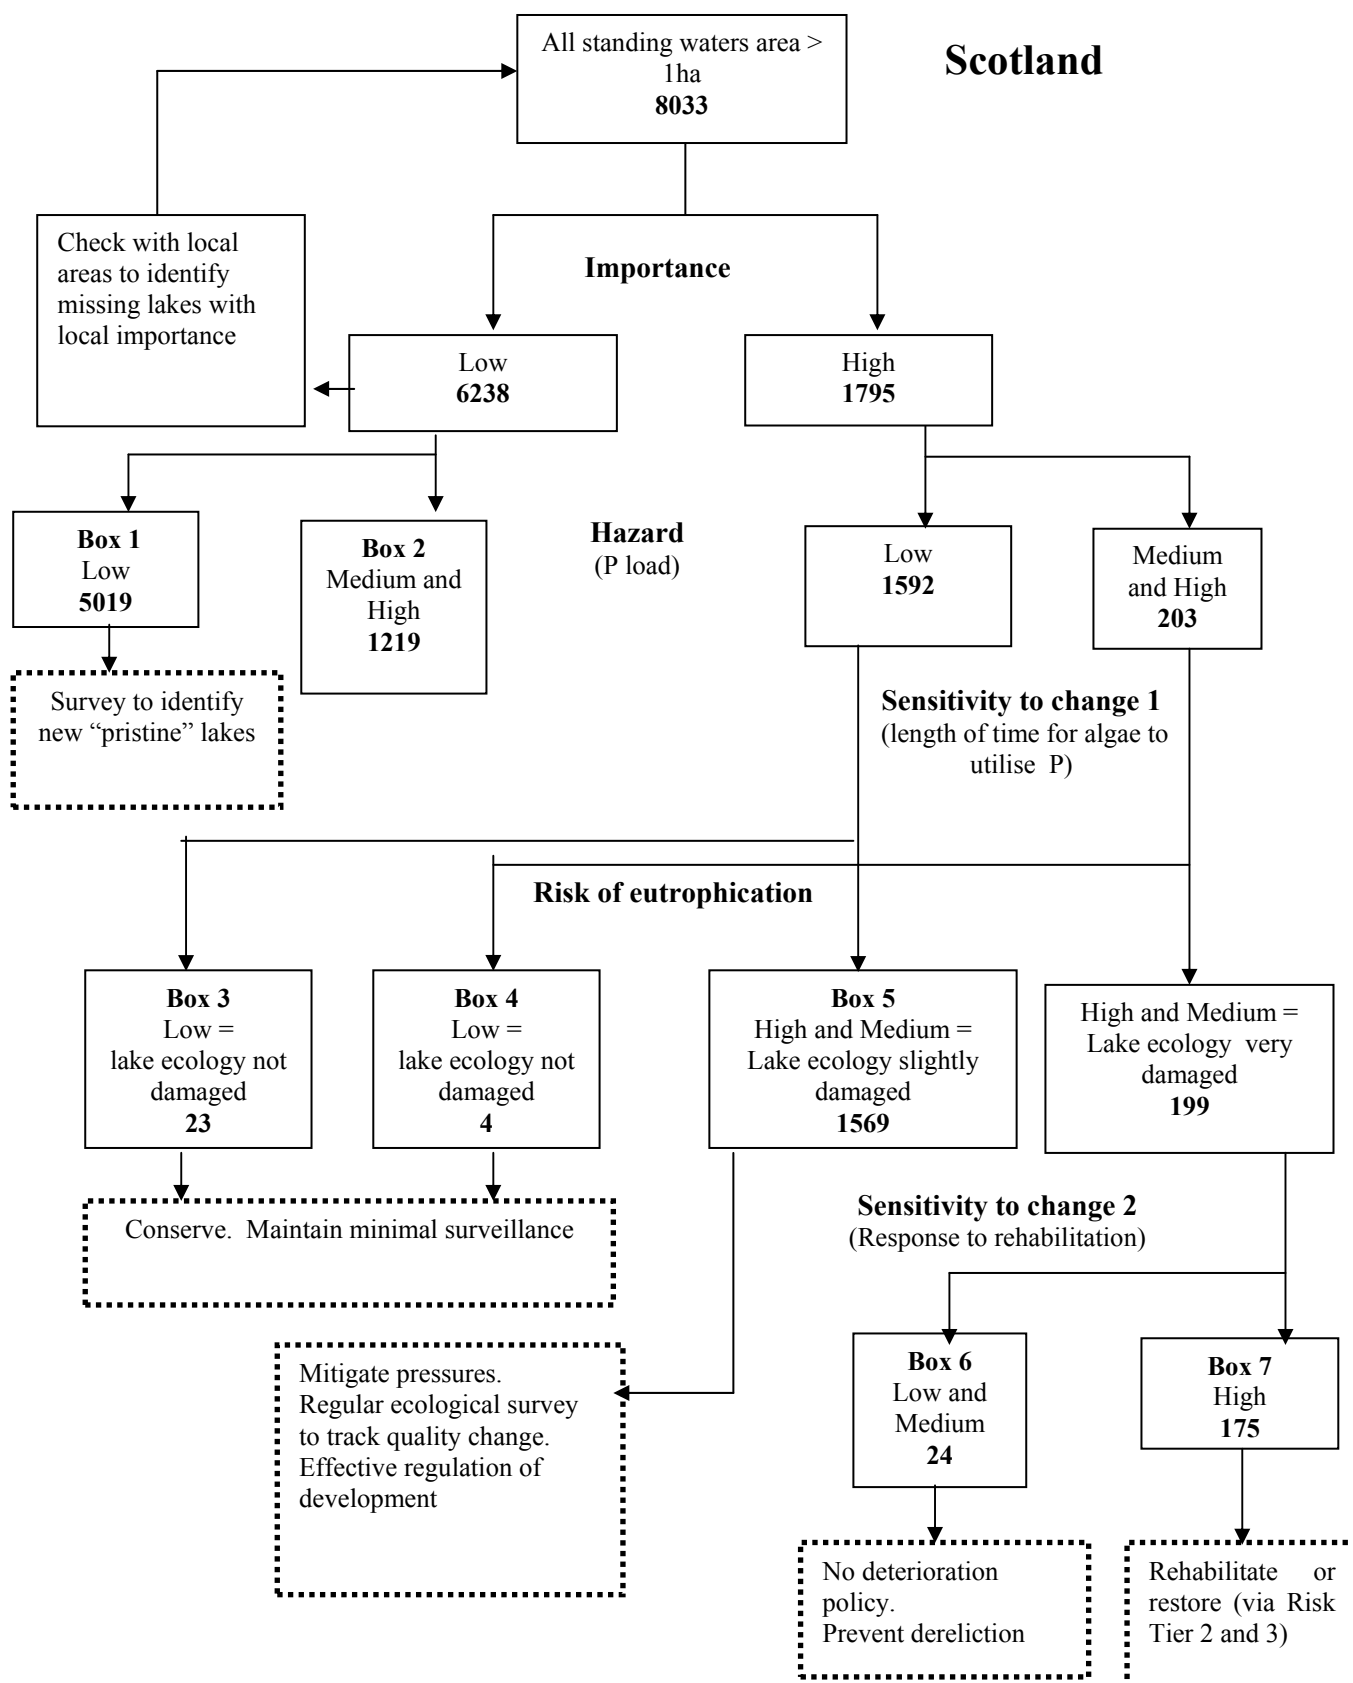 All standing waters area >
1ha
8033
Scotland
Check with local
areas to identify
missing lakes with
local importance
Importance
Low
6238
High
1795
Box 1
Low
5019
Box 2
Medium and
High
1219
Hazard
(P load)
Low
1592
Medium
and High
203
Survey to identify
new “pristine” lakes
Sensitivity to change 1
(length of time for algae to
utilise P)
Risk of eutrophication
Box 3
Low =
lake ecology not
damaged
23
Box 4
Low =
lake ecology not
damaged
4
Box 5
High and Medium =
Lake ecology slightly
damaged
1569
High and Medium =
Lake ecology very
damaged
199
Conserve. Maintain minimal surveillance
Sensitivity to change 2
(Response to rehabilitation)
Mitigate pressures.
Regular ecological survey
to track quality change.
Effective regulation of
development
Box 6
Low and
Medium
24
Box 7
High
175
No deterioration
policy.
Prevent dereliction
Rehabilitate or
restore (via Risk
Tier 2 and 3)